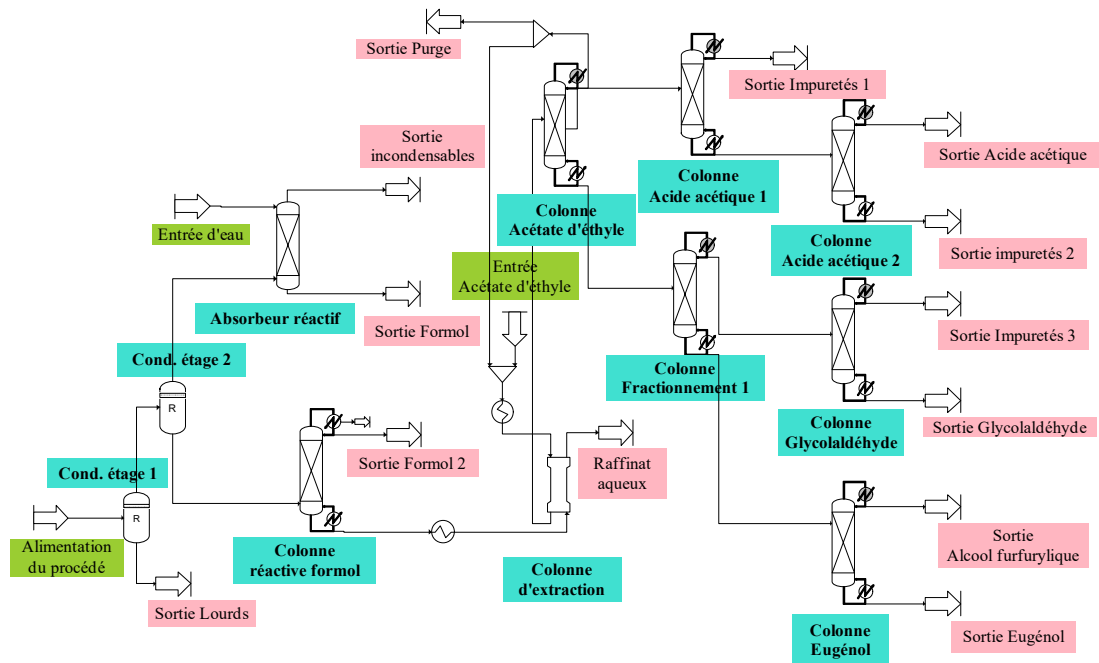 Sortie Purge
Sortie Impuretés 1
Sortie
incondensables
Sortie Acide acétique
Colonne
Acide acétique 1
Colonne
Acétate d'éthyle
Entrée d'eau
Colonne
Acide acétique 2
Sortie impuretés 2
Entrée
Acétate d'éthyle
Absorbeur réactif
Sortie Formol
Sortie Impuretés 3
Cond. étage 2
Colonne
Fractionnement 1
R
Colonne
Glycolaldéhyde
Sortie Glycolaldéhyde
Cond. étage 1
Sortie Formol 2
Raffinat
aqueux
R
Alimentation
du procédé
Colonne
réactive formol
Colonne
d'extraction
Sortie
Alcool furfurylique
Sortie Lourds
Colonne
Eugénol
Sortie Eugénol